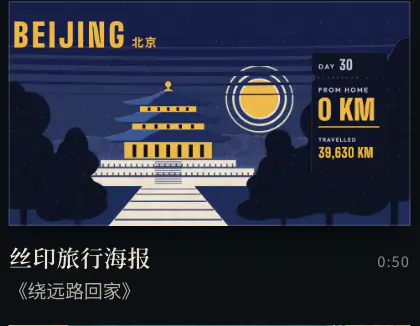 BEIJING 北京
DAY 30
FROM HOME
0 KM
TRAVELLED
39,630 KM
丝印旅行海报
0:50
《绕远路回家》